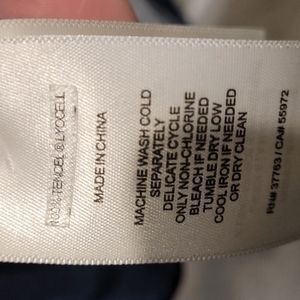 100% TENCEL® LYOCELL
MADE IN CHINA
MACHINE WASH COLD
SEPARATELY
DELICATE CYCLE
ONLY NON-CHLORINE
BLEACH IF NEEDED
TUMBLE DRY LOW
COOL IRON IF NEEDED
OR DRY CLEAN
RN# 37763 / CA# 55972